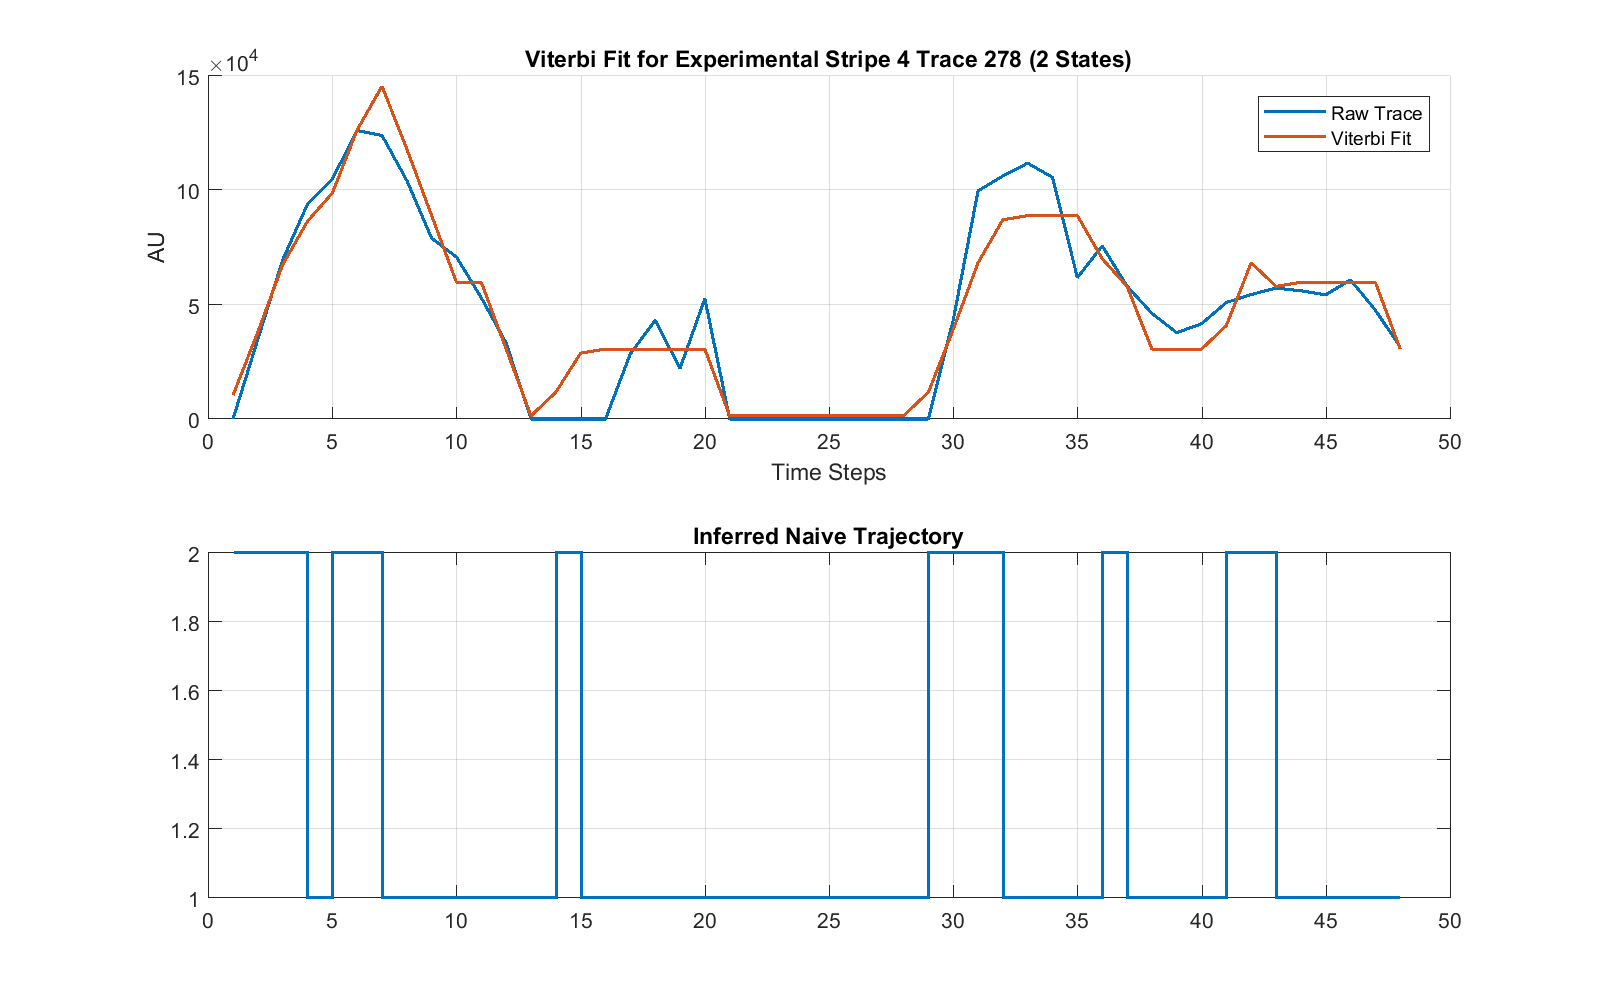 Viterbi Fit for Experimental Stripe 4 Trace 278 (2 States)
×10⁴
15
10
5
0
AU
Raw Trace
Viterbi Fit
0 5 10 15 20 25 30 35 40 45 50
Time Steps
Inferred Naive Trajectory
2
1.8
1.6
1.4
1.2
1
0 5 10 15 20 25 30 35 40 45 50